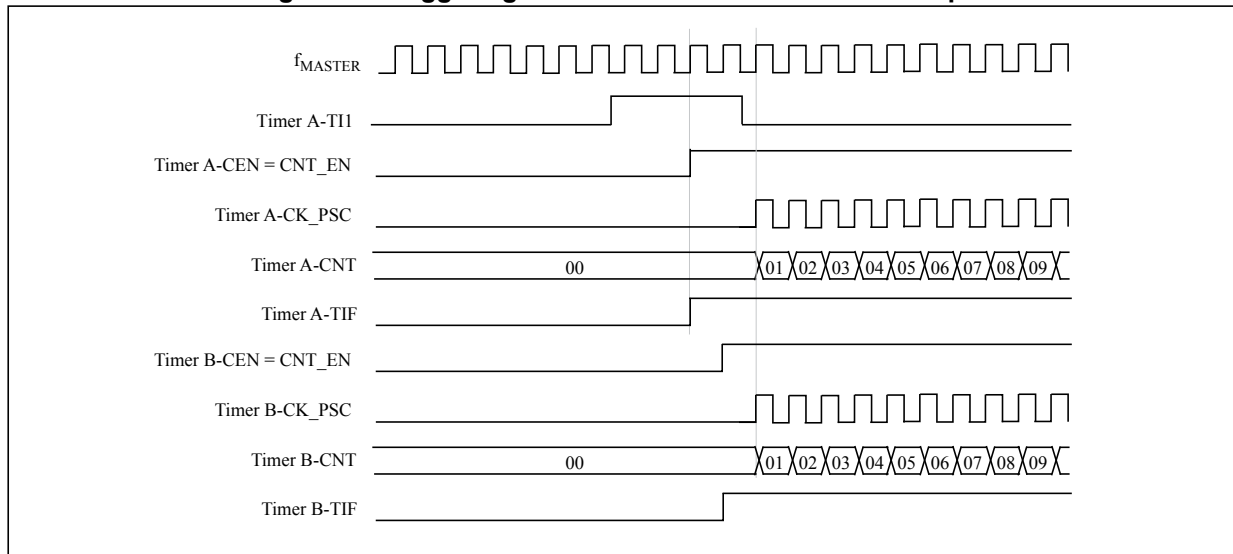 fMASTER
Timer A-TI1
Timer A-CEN = CNT_EN
Timer A-CK_PSC
Timer A-CNT 00 01 02 03 04 05 06 07 08 09
Timer A-TIF
Timer B-CEN = CNT_EN
Timer B-CK_PSC
Timer B-CNT 00 01 02 03 04 05 06 07 08 09
Timer B-TIF